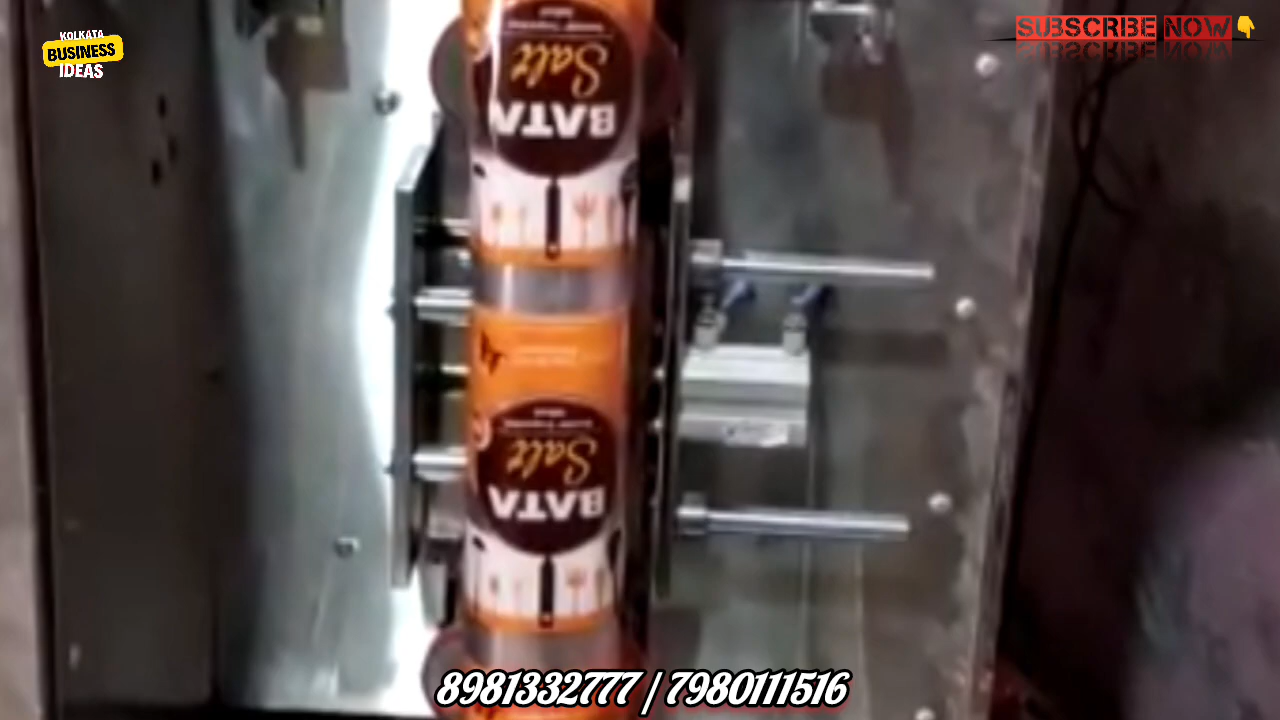 KOLKATA
BUSINESS
IDEAS
SUBSCRIBE NOW
Salt
BATA
Salt
BATA
8981332777 / 7980111516